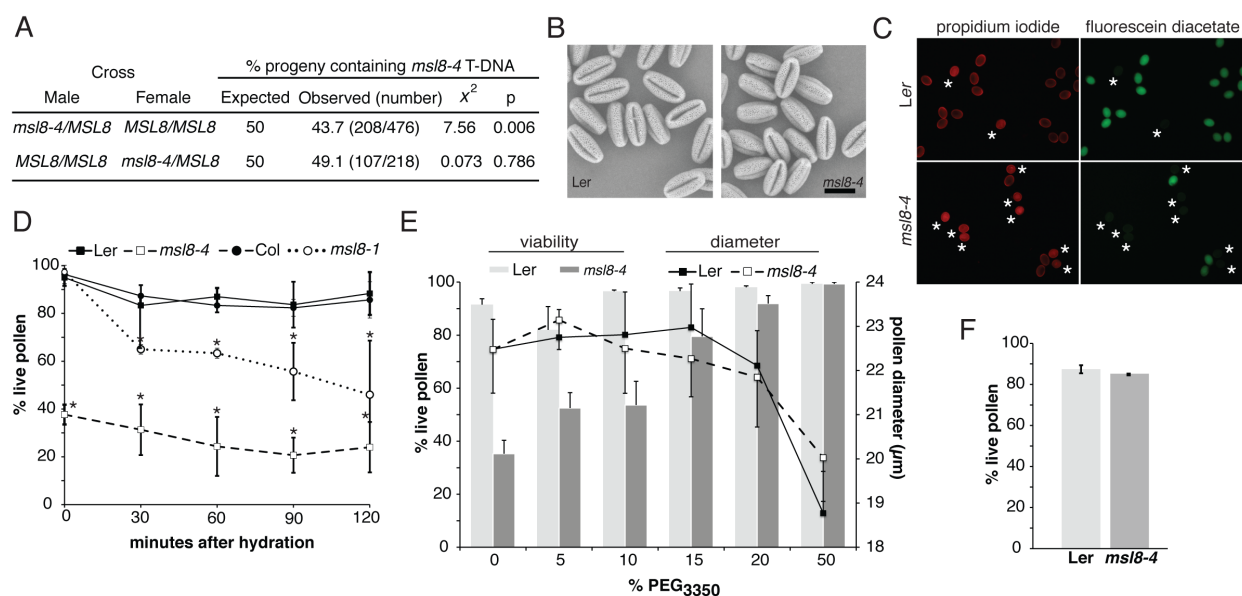 A
Cross
% progeny containing msl8-4 T-DNA
Male Female Expected Observed (number) x² p
msl8-4/MSL8 MSL8/MSL8 50 43.7 (208/476) 7.56 0.006
MSL8/MSL8 msl8-4/MSL8 50 49.1 (107/218) 0.073 0.786
B
Ler
msl8-4
C
propidium iodide fluorescein diacetate
Ler
* * * *
msl8-4
* * * * * * * * * * * * * *
D
Ler msl8-4 Col msl8-1
% live pollen
100
80
60
40
20
0
* * * *
* * * * *
0 30 60 90 120
minutes after hydration
E
viability diameter
Ler msl8-4 Ler msl8-4
% live pollen
100
80
60
40
20
0
24
23
22
21
20
19
18
pollen diameter (µm)
0 5 10 15 20 50
% PEG3350
F
% live pollen
100
80
60
40
20
0
Ler msl8-4